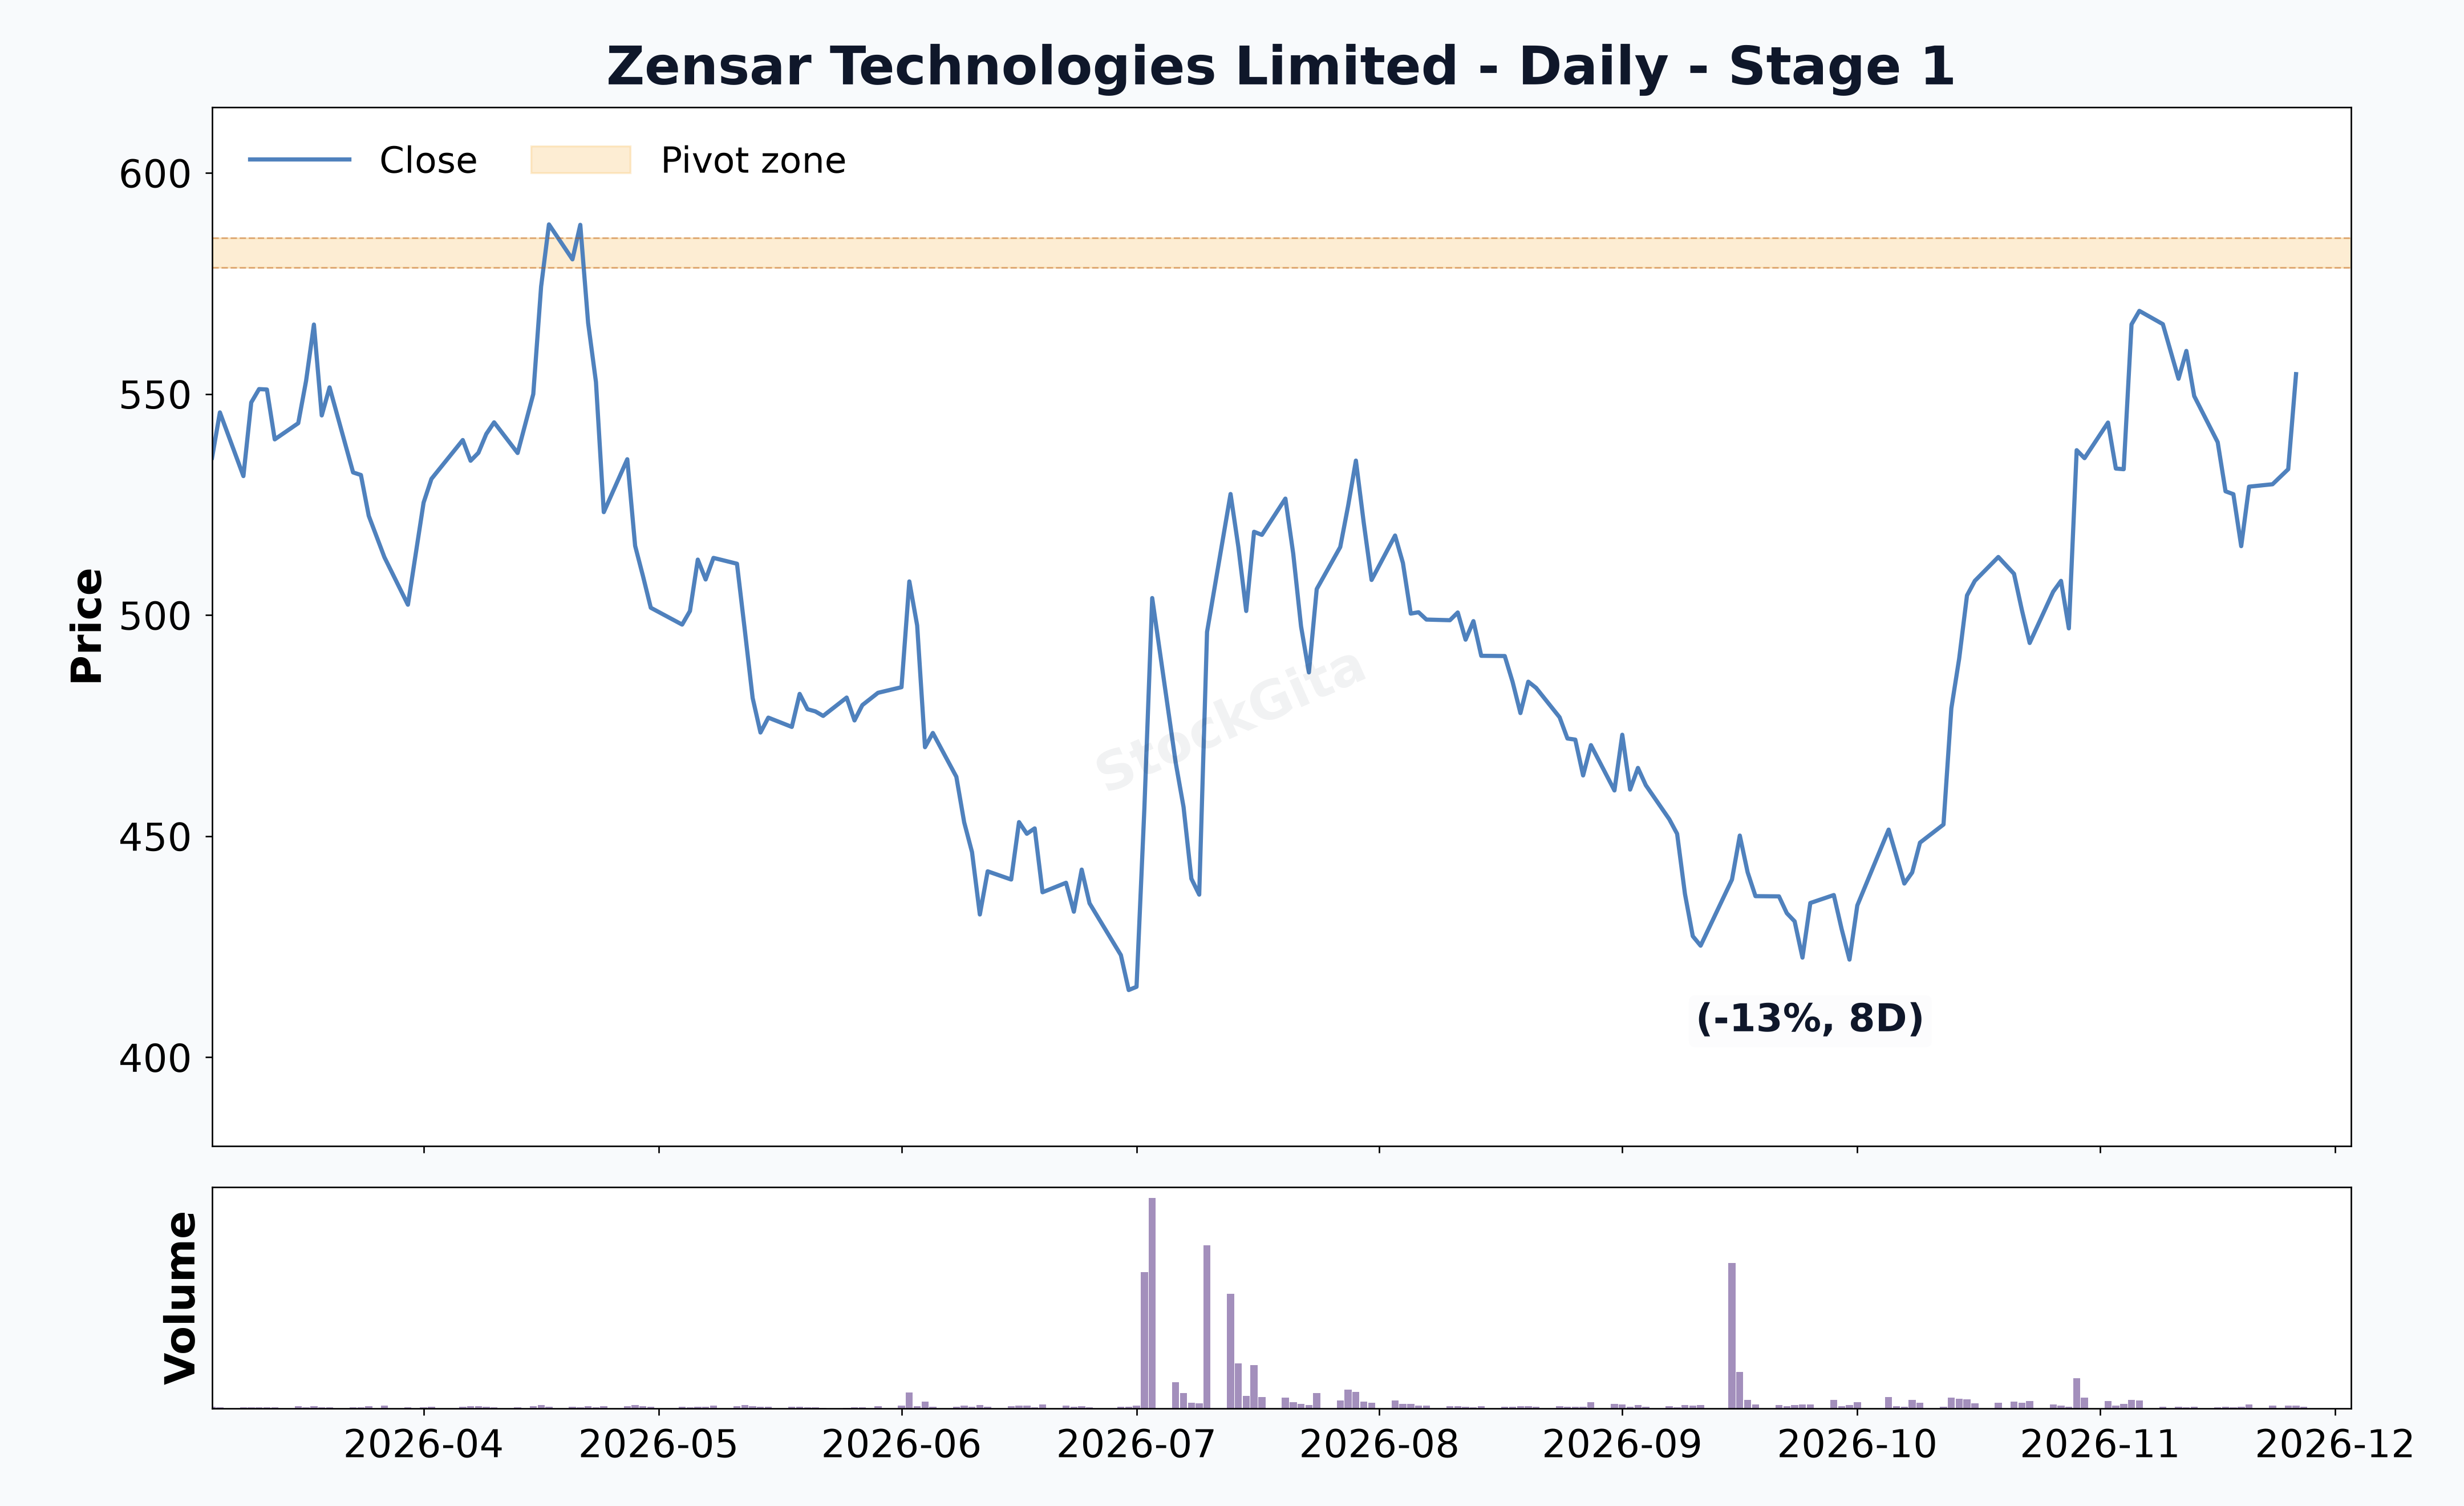 Zensar Technologies Limited - Daily - Stage 1
Close
Pivot zone
600
550
500
450
400
Price
StockGita
(-13%, 8D)
Volume
2026-04
2026-05
2026-06
2026-07
2026-08
2026-09
2026-10
2026-11
2026-12